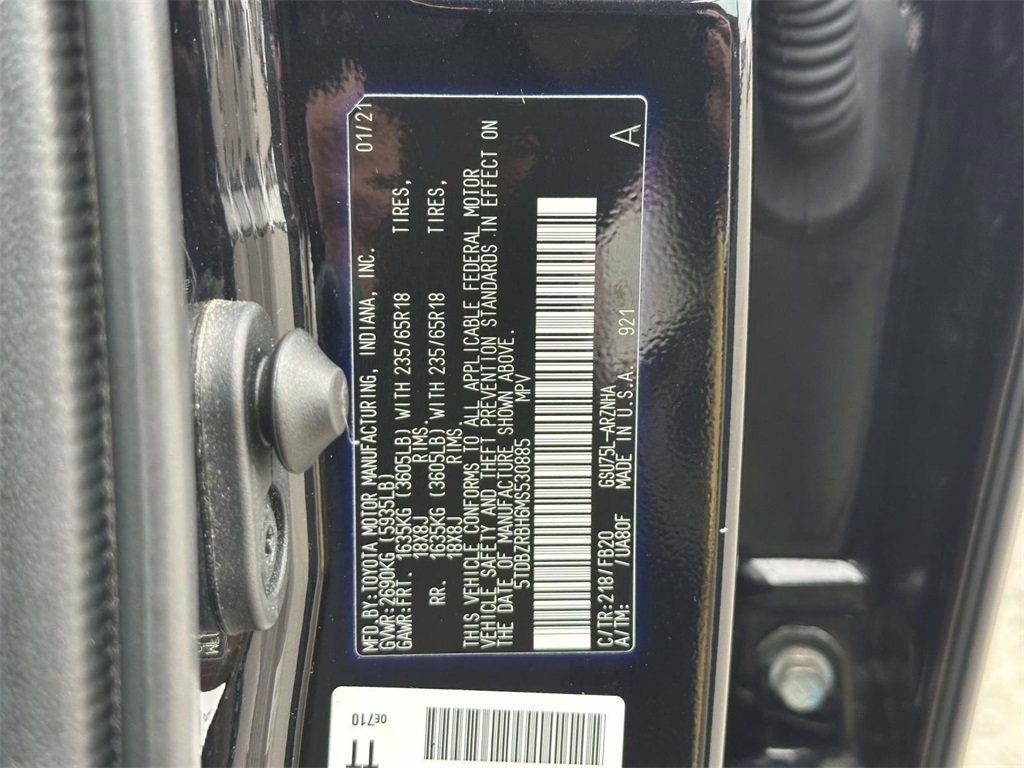 MFD.BY:TOYOTA MOTOR MANUFACTURING, INDIANA, INC. 01/21
GVWR:2690KG (5935LB)
GAWR:FRT. 1635KG (3605LB) WITH 235/65R18 TIRES,
18X8J RIMS.
RR. 1635KG (3605LB) WITH 235/65R18 TIRES,
18X8J RIMS.
THIS VEHICLE CONFORMS TO ALL APPLICABLE FEDERAL MOTOR
VEHICLE SAFETY AND THEFT PREVENTION STANDARDS IN EFFECT ON
THE DATE OF MANUFACTURE SHOWN ABOVE.
5TDBZRBH6MS530885 MPV
C/TR:218/FB20 GSU75L-ARZNHA
A/TM: /UA80F MADE IN U.S.A. 921
A
0E710